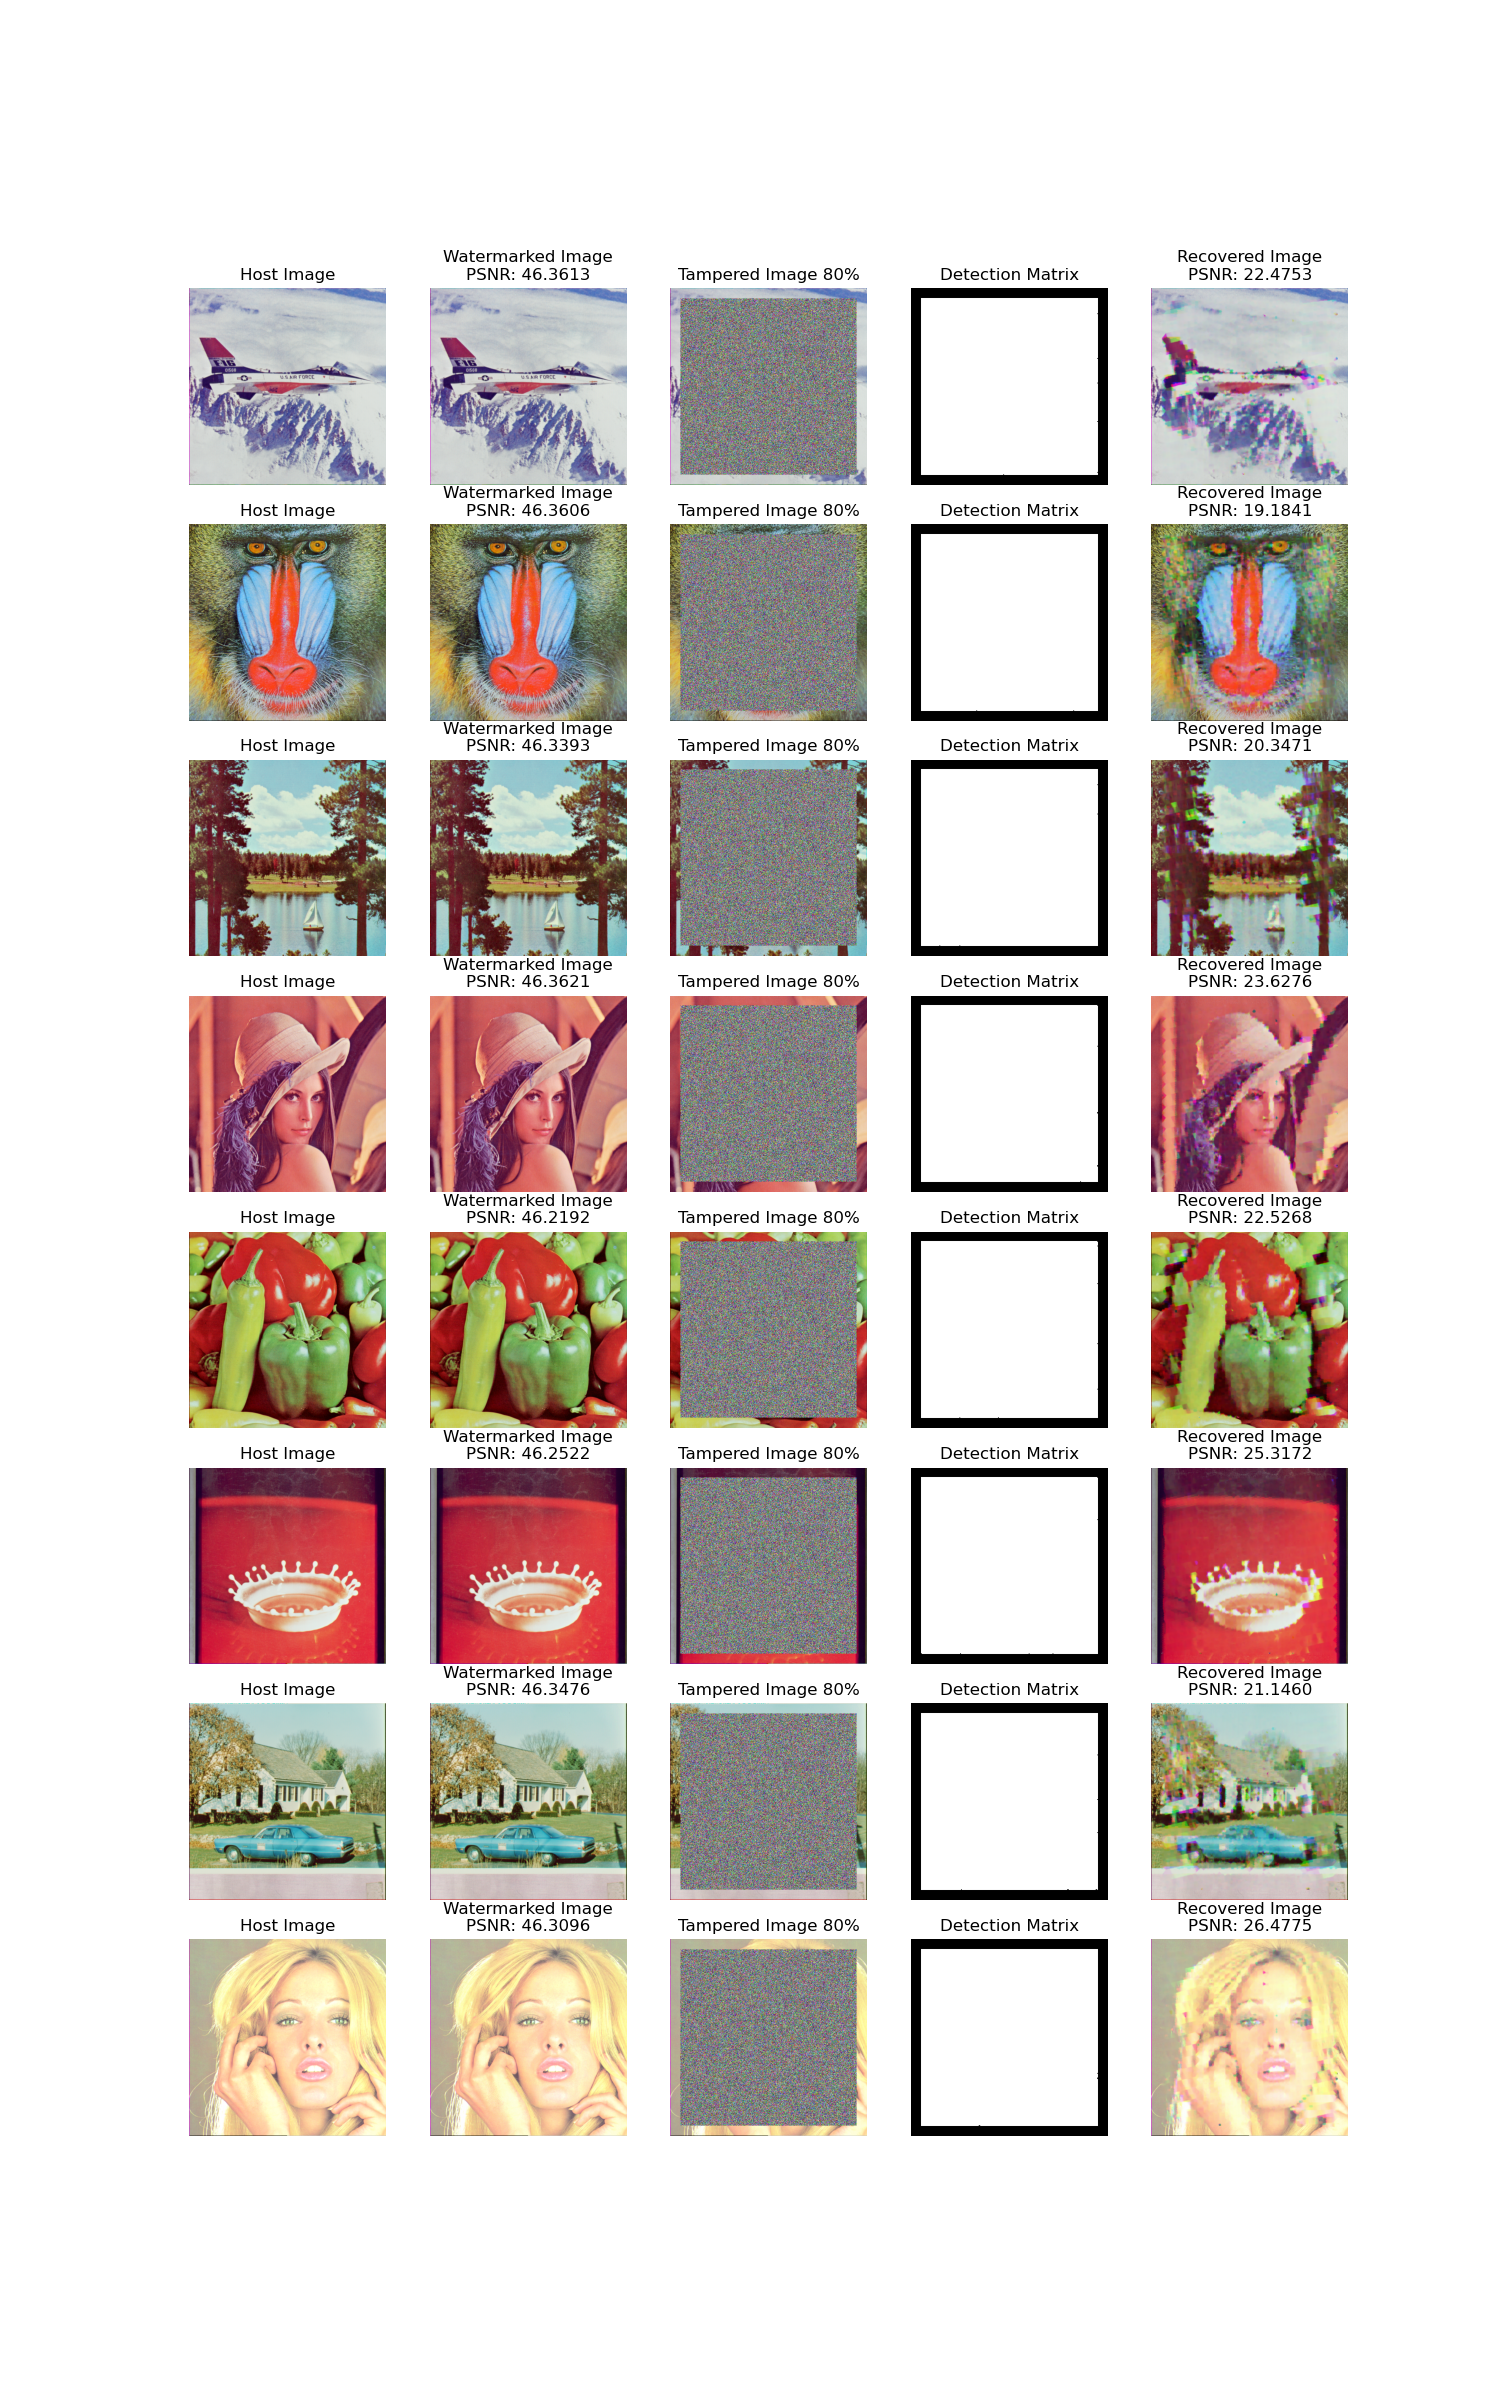 Host Image
Watermarked Image
PSNR: 46.3613
Tampered Image 80%
Detection Matrix
Recovered Image
PSNR: 22.4753
F16
U.S. AIR FORCE
F16
U.S. AIR FORCE
Host Image
Watermarked Image
PSNR: 46.3606
Tampered Image 80%
Detection Matrix
Recovered Image
PSNR: 19.1841
Host Image
Watermarked Image
PSNR: 46.3393
Tampered Image 80%
Detection Matrix
Recovered Image
PSNR: 20.3471
Host Image
Watermarked Image
PSNR: 46.3621
Tampered Image 80%
Detection Matrix
Recovered Image
PSNR: 23.6276
Host Image
Watermarked Image
PSNR: 46.2192
Tampered Image 80%
Detection Matrix
Recovered Image
PSNR: 22.5268
Host Image
Watermarked Image
PSNR: 46.2522
Tampered Image 80%
Detection Matrix
Recovered Image
PSNR: 25.3172
Host Image
Watermarked Image
PSNR: 46.3476
Tampered Image 80%
Detection Matrix
Recovered Image
PSNR: 21.1460
Host Image
Watermarked Image
PSNR: 46.3096
Tampered Image 80%
Detection Matrix
Recovered Image
PSNR: 26.4775